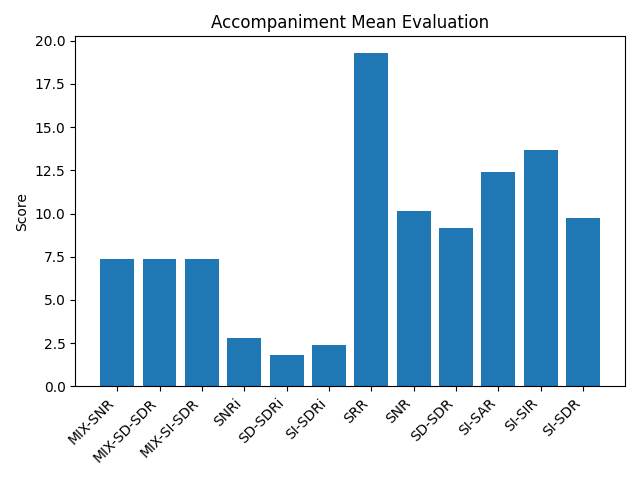 Accompaniment Mean Evaluation
Score
20.0
17.5
15.0
12.5
10.0
7.5
5.0
2.5
0.0
MIX-SNR
MIX-SD-SDR
MIX-SI-SDR
SNRi
SD-SDRi
SI-SDRi
SRR
SNR
SD-SDR
SI-SAR
SI-SIR
SI-SDR